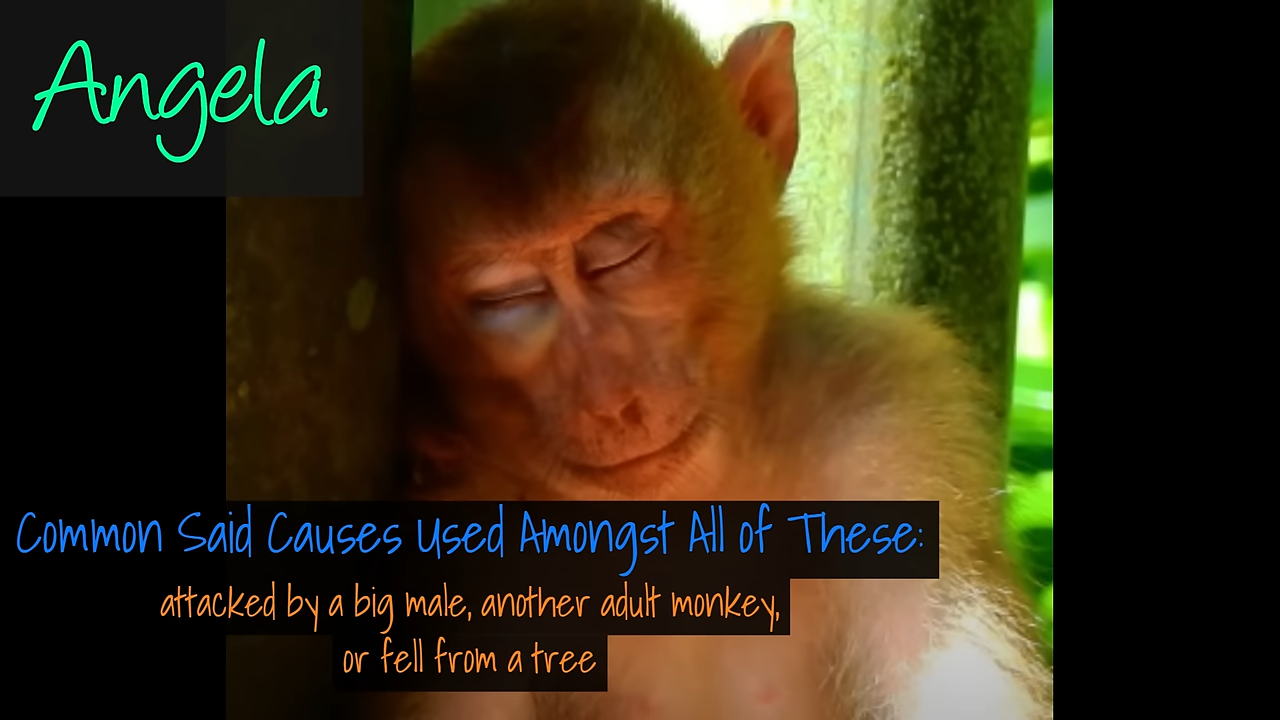 Angela
Common Said Causes Used Amongst All of These:
attacked by a big male, another adult monkey,
or fell from a tree